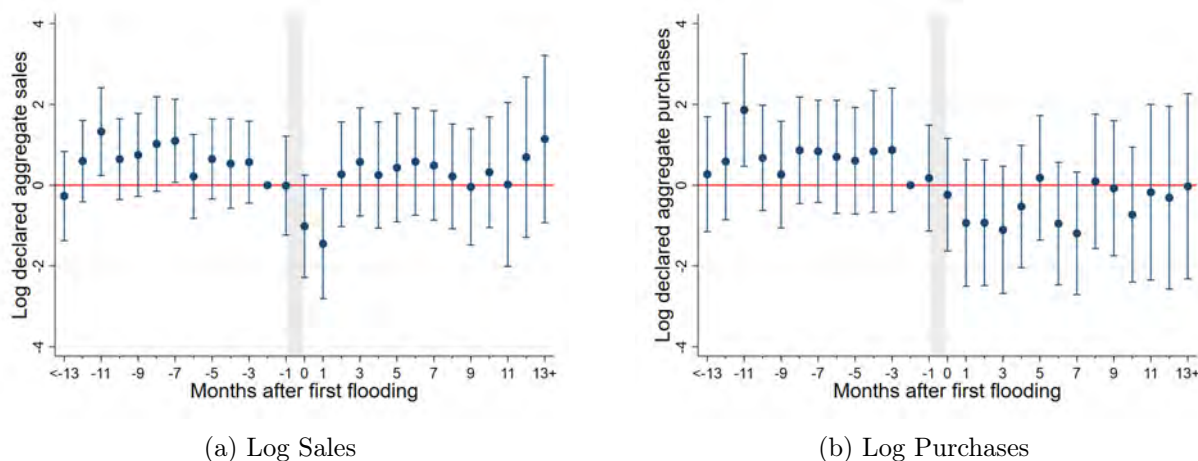 4
2
0
-2
-4
Log declared aggregate sales
<-13 -11 -9 -7 -5 -3 -1 0 1 3 5 7 9 11 13+
Months after first flooding
(a) Log Sales
4
2
0
-2
-4
Log declared aggregate purchases
<-13 -11 -9 -7 -5 -3 -1 0 1 3 5 7 9 11 13+
Months after first flooding
(b) Log Purchases